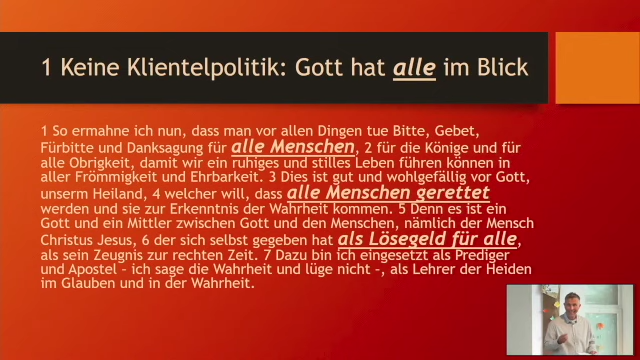 1 Keine Klientelpolitik: Gott hat alle im Blick
1 So ermahne ich nun, dass man vor allen Dingen tue Bitte, Gebet,
Fürbitte und Danksagung für alle Menschen, 2 für die Könige und für
alle Obrigkeit, damit wir ein ruhiges und stilles Leben führen können in
aller Frömmigkeit und Ehrbarkeit. 3 Dies ist gut und wohlgefällig vor Gott,
unserm Heiland, 4 welcher will, dass alle Menschen gerettet
werden und sie zur Erkenntnis der Wahrheit kommen. 5 Denn es ist ein
Gott und ein Mittler zwischen Gott und den Menschen, nämlich der Mensch
Christus Jesus, 6 der sich selbst gegeben hat als Lösegeld für alle,
als sein Zeugnis zur rechten Zeit. 7 Dazu bin ich eingesetzt als Prediger
und Apostel – ich sage die Wahrheit und lüge nicht –, als Lehrer der Heiden
im Glauben und in der Wahrheit.